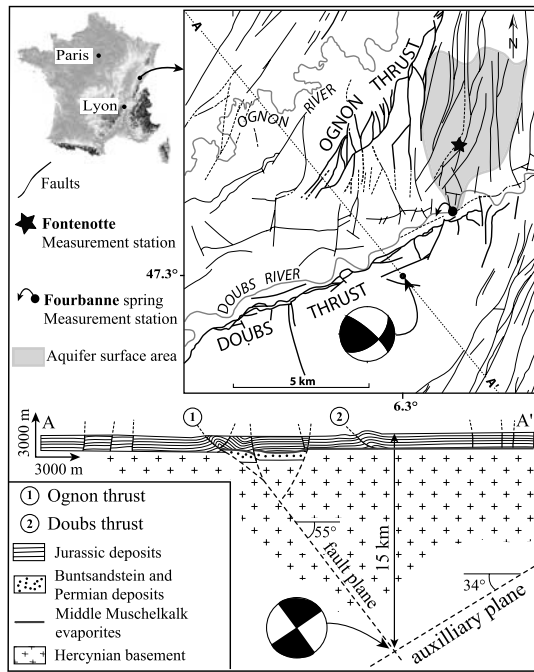 Paris
Lyon
Faults
Fontenotte
Measurement station
Fourbanne spring
Measurement station
Aquifer surface area
A
N
OGNON RIVER
OGNON THRUST
DOUBS RIVER
DOUBS THRUST
47.3°
5 km
6.3°
A'
3000 m
A
1
2
A'
3000 m
1 Ognon thrust
2 Doubs thrust
Jurassic deposits
Buntsandstein and
Permian deposits
Middle Muschelkalk
evaporites
Hercynian basement
55°
fault plane
15 km
34°
auxilliary plane